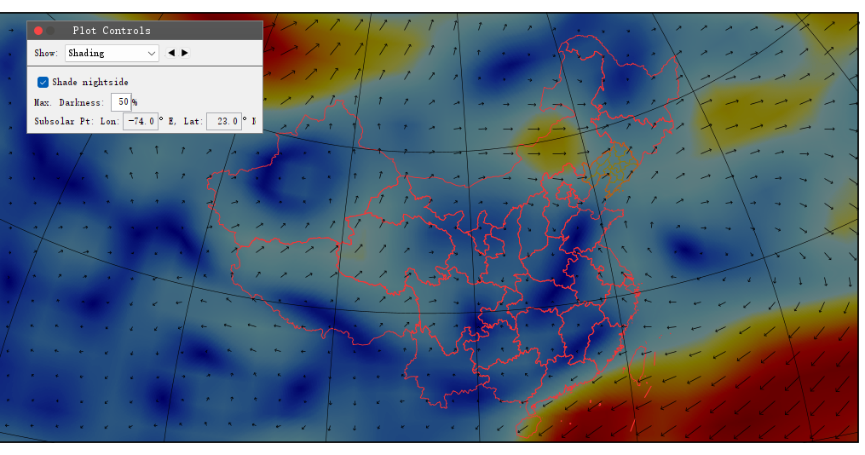 Plot Controls
Show: Shading
Shade nightside
Max. Darkness: 50 %
Subsolar Pt: Lon: -74.0 ° E, Lat: 23.0 ° N